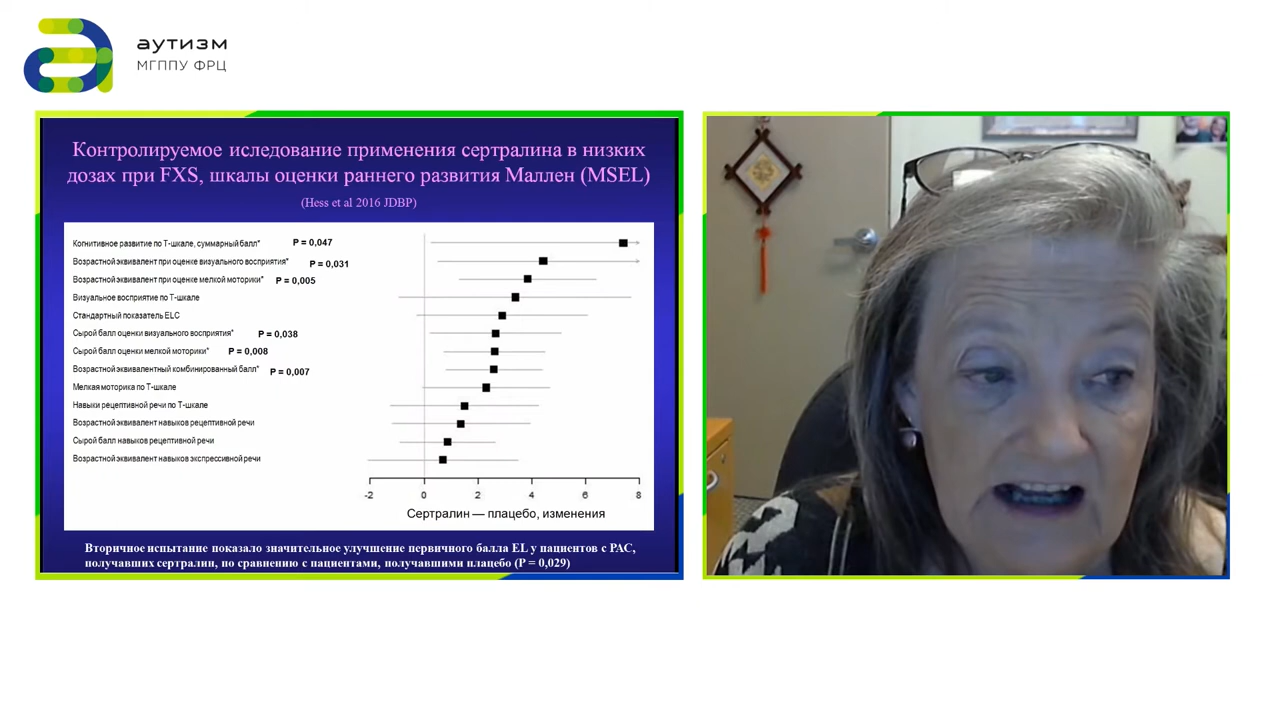 аутизм
МГППУ ФРЦ
Контролируемое иследование применения сертралина в низких
дозах при FXS, шкалы оценки раннего развития Маллен (MSEL)
(Hess et al 2016 JDBP)
Когнитивное развитие по Т-шкале, суммарный балл* P = 0,047
Возрастной эквивалент при оценке визуального восприятия* P = 0,031
Возрастной эквивалент при оценке мелкой моторики* P = 0,005
Визуальное восприятие по Т-шкале
Стандартный показатель ELC
Сырой балл оценки визуального восприятия* P = 0,038
Сырой балл оценки мелкой моторики* P = 0,008
Возрастной эквивалентный комбинированный балл* P = 0,007
Мелкая моторика по Т-шкале
Навыки рецептивной речи по Т-шкале
Возрастной эквивалент навыков рецептивной речи
Сырой балл навыков рецептивной речи
Возрастной эквивалент навыков экспрессивной речи
-2 0 2 4 6 8
Сертралин — плацебо, изменения
Вторичное испытание показало значительное улучшение первичного балла EL у пациентов с РАС,
получавших сертралин, по сравнению с пациентами, получавшими плацебо (P = 0,029)